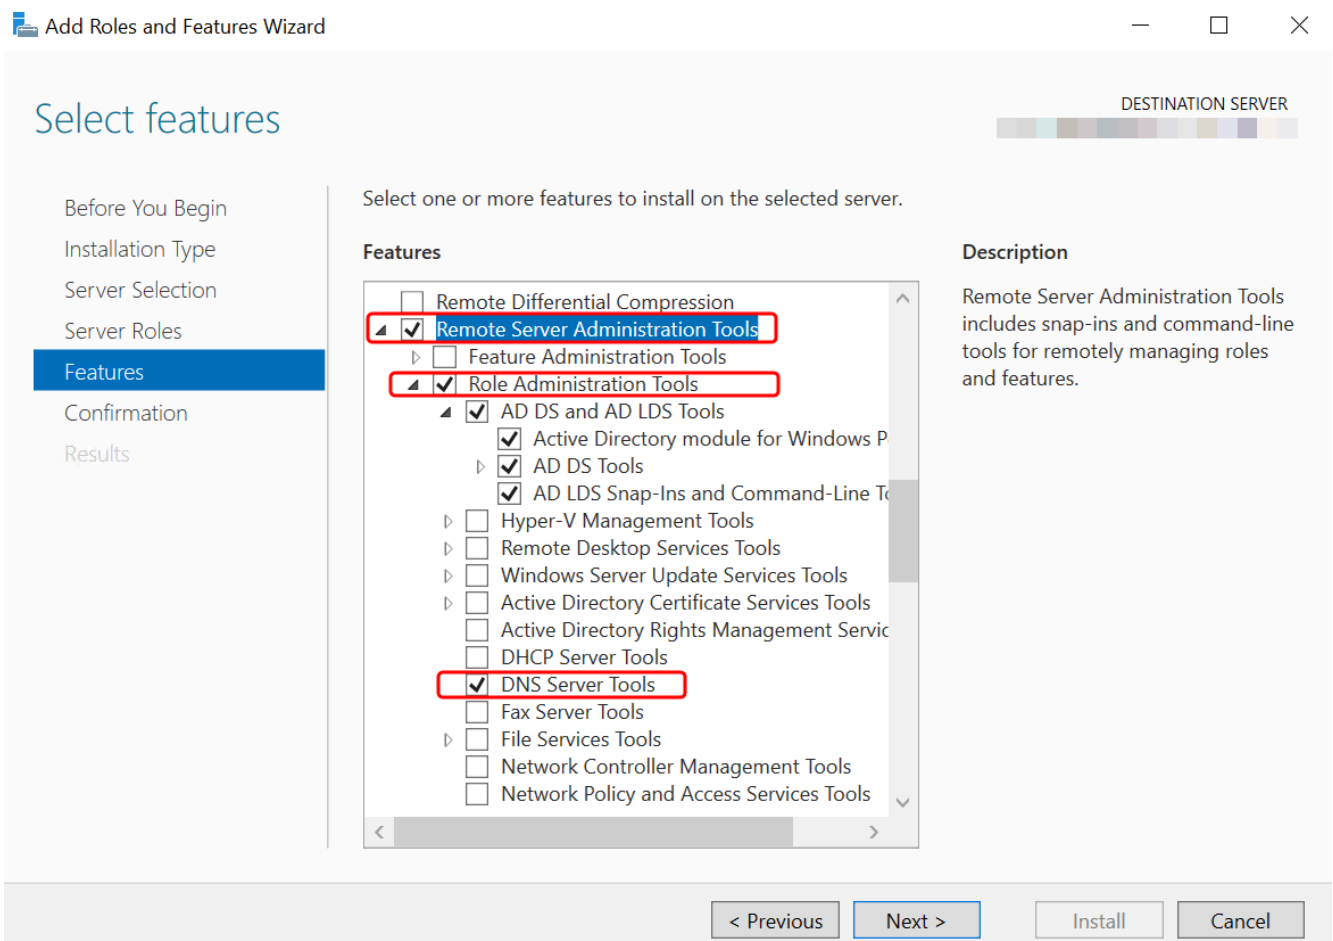 Add Roles and Features Wizard
Select features
DESTINATION SERVER
Before You Begin
Installation Type
Server Selection
Server Roles
Features
Confirmation
Results
Select one or more features to install on the selected server.
Features
Remote Differential Compression
Remote Server Administration Tools
Feature Administration Tools
Role Administration Tools
AD DS and AD LDS Tools
Active Directory module for Windows P
AD DS Tools
AD LDS Snap-Ins and Command-Line To
Hyper-V Management Tools
Remote Desktop Services Tools
Windows Server Update Services Tools
Active Directory Certificate Services Tools
Active Directory Rights Management Servic
DHCP Server Tools
DNS Server Tools
Fax Server Tools
File Services Tools
Network Controller Management Tools
Network Policy and Access Services Tools
Description
Remote Server Administration Tools
includes snap-ins and command-line
tools for remotely managing roles
and features.
< Previous
Next >
Install
Cancel